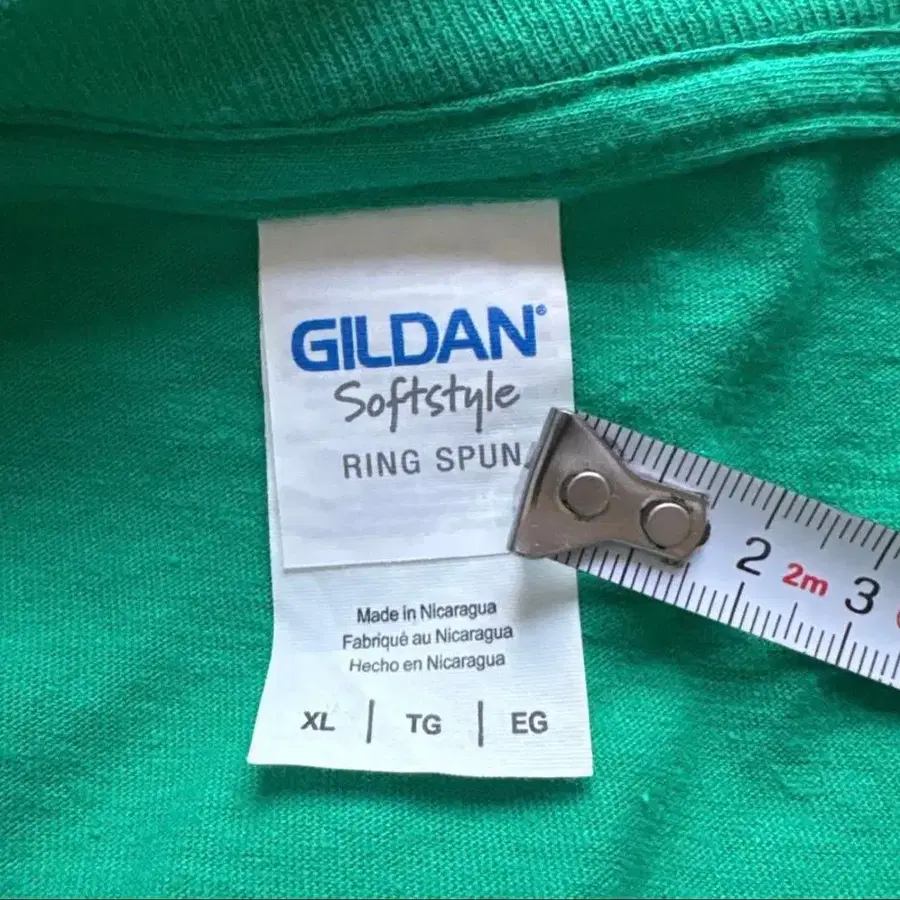 GILDAN®
Softstyle
RING SPUN
Made in Nicaragua
Fabriqué au Nicaragua
Hecho en Nicaragua
XL | TG | EG
2 2m 3